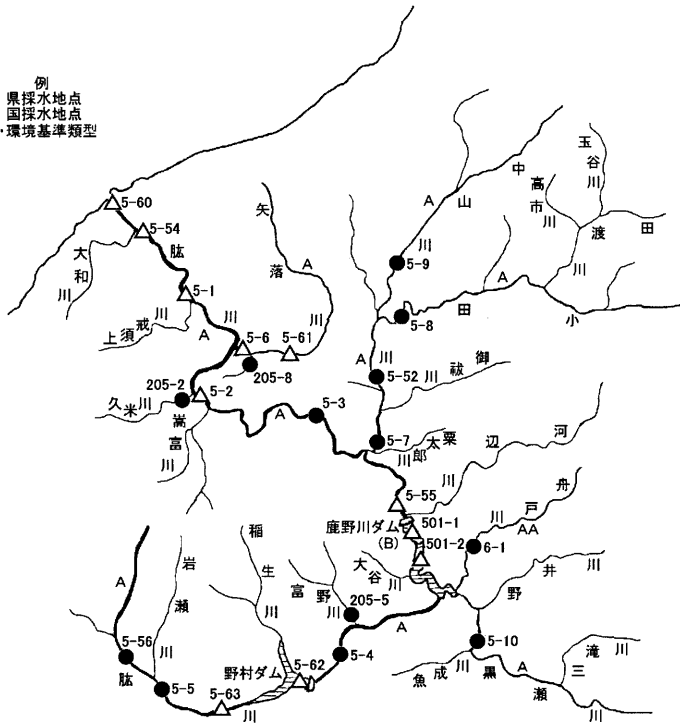 例
県採水地点
国採水地点
・環境基準類型
5-60
5-54
肱
大和川
5-1
上須戒川
A
川
5-6
5-61
矢落川
A
205-8
205-2
5-2
久米川
嵩富川
A
5-3
中山川
A
5-9
玉谷川
高市川
渡
田
5-8
小田
A
川
A
川
5-52
御祓川
5-7
粟太郎川
河辺川
5-55
鹿野川ダム
(B)
501-1
501-2
大谷川
舟戸川
AA
6-1
野井川
5-10
魚成川
黒瀬川
A
三滝川
稲生川
富野川
205-5
A
5-4
岩瀬川
A
5-56
肱
5-5
5-63
川
野村ダム
5-62